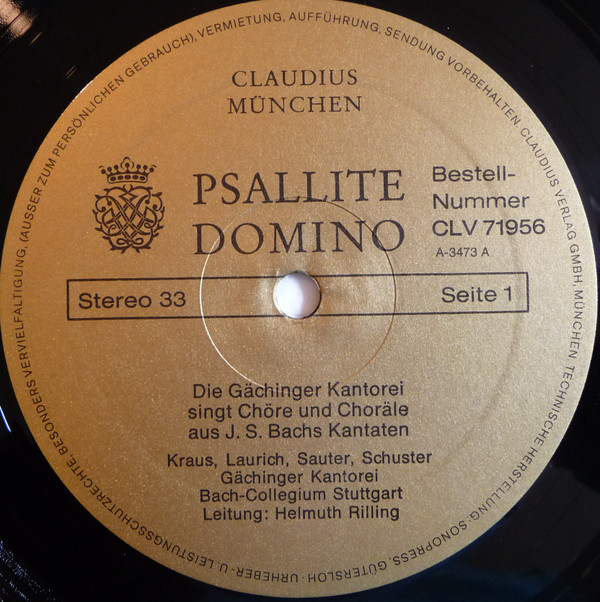 CLAUDIUS
MÜNCHEN
PSALLITE
DOMINO
Bestell-
Nummer
CLV 71956
A-3473 A
Stereo 33
Seite 1
Die Gächinger Kantorei
singt Chöre und Choräle
aus J. S. Bachs Kantaten
Kraus, Laurich, Sauter, Schuster
Gächinger Kantorei
Bach-Collegium Stuttgart
Leitung: Helmuth Rilling
URHEBER- U. LEISTUNGSSCHUTZRECHTE, BESONDERS VERVIELFÄLTIGUNG, (AUSSER ZUM PERSÖNLICHEN GEBRAUCH), VERMIETUNG, AUFFÜHRUNG, SENDUNG VORBEHALTEN. CLAUDIUS VERLAG GMBH, MÜNCHEN. TECHNISCHE HERSTELLUNG: SONOPRESS, GÜTERSLOH ·